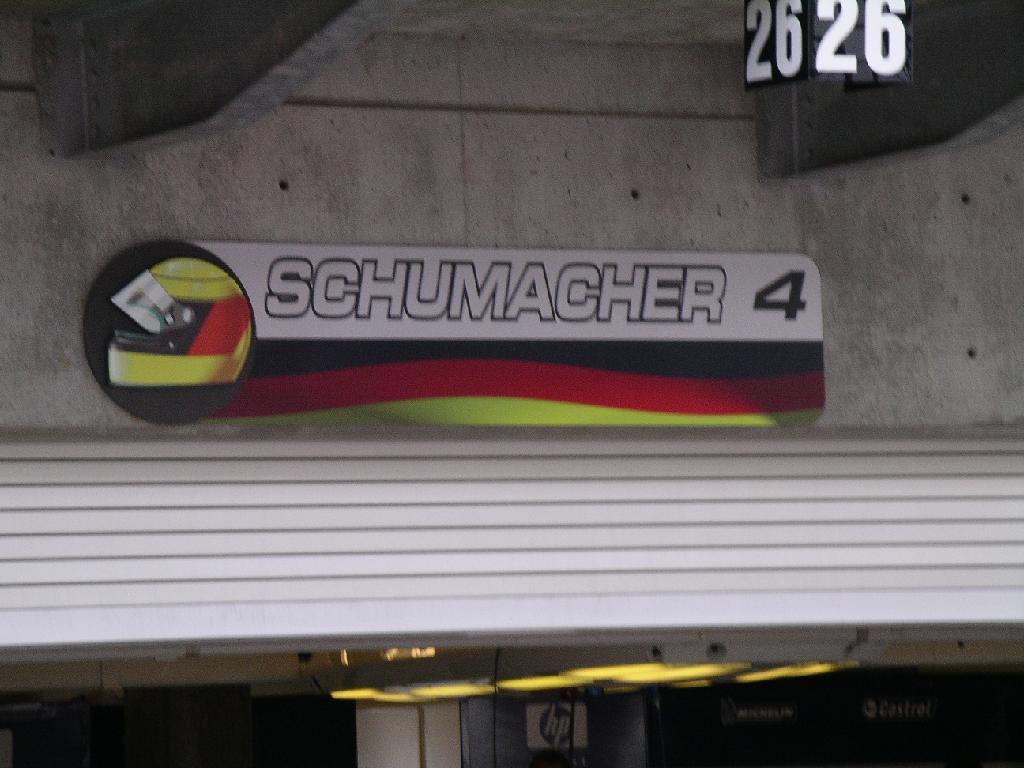 26 26
SCHUMACHER 4
hp
MICHELIN
Castrol